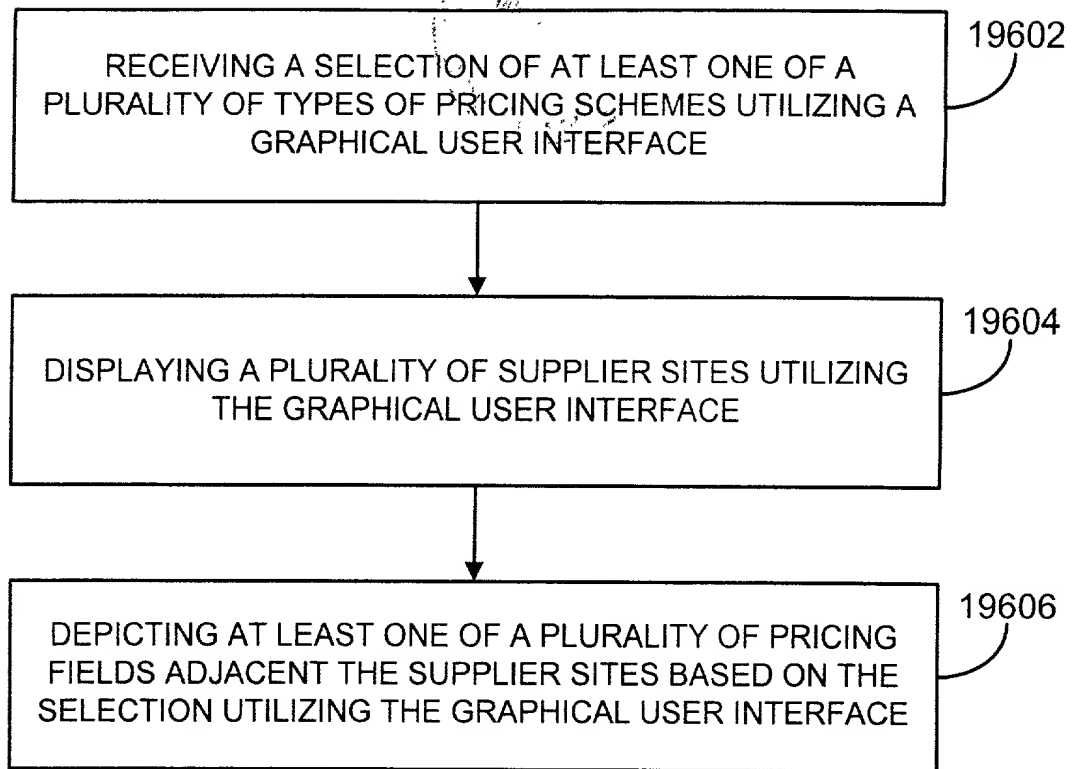 19602
RECEIVING A SELECTION OF AT LEAST ONE OF A
PLURALITY OF TYPES OF PRICING SCHEMES UTILIZING A
GRAPHICAL USER INTERFACE
19604
DISPLAYING A PLURALITY OF SUPPLIER SITES UTILIZING
THE GRAPHICAL USER INTERFACE
19606
DEPICTING AT LEAST ONE OF A PLURALITY OF PRICING
FIELDS ADJACENT THE SUPPLIER SITES BASED ON THE
SELECTION UTILIZING THE GRAPHICAL USER INTERFACE